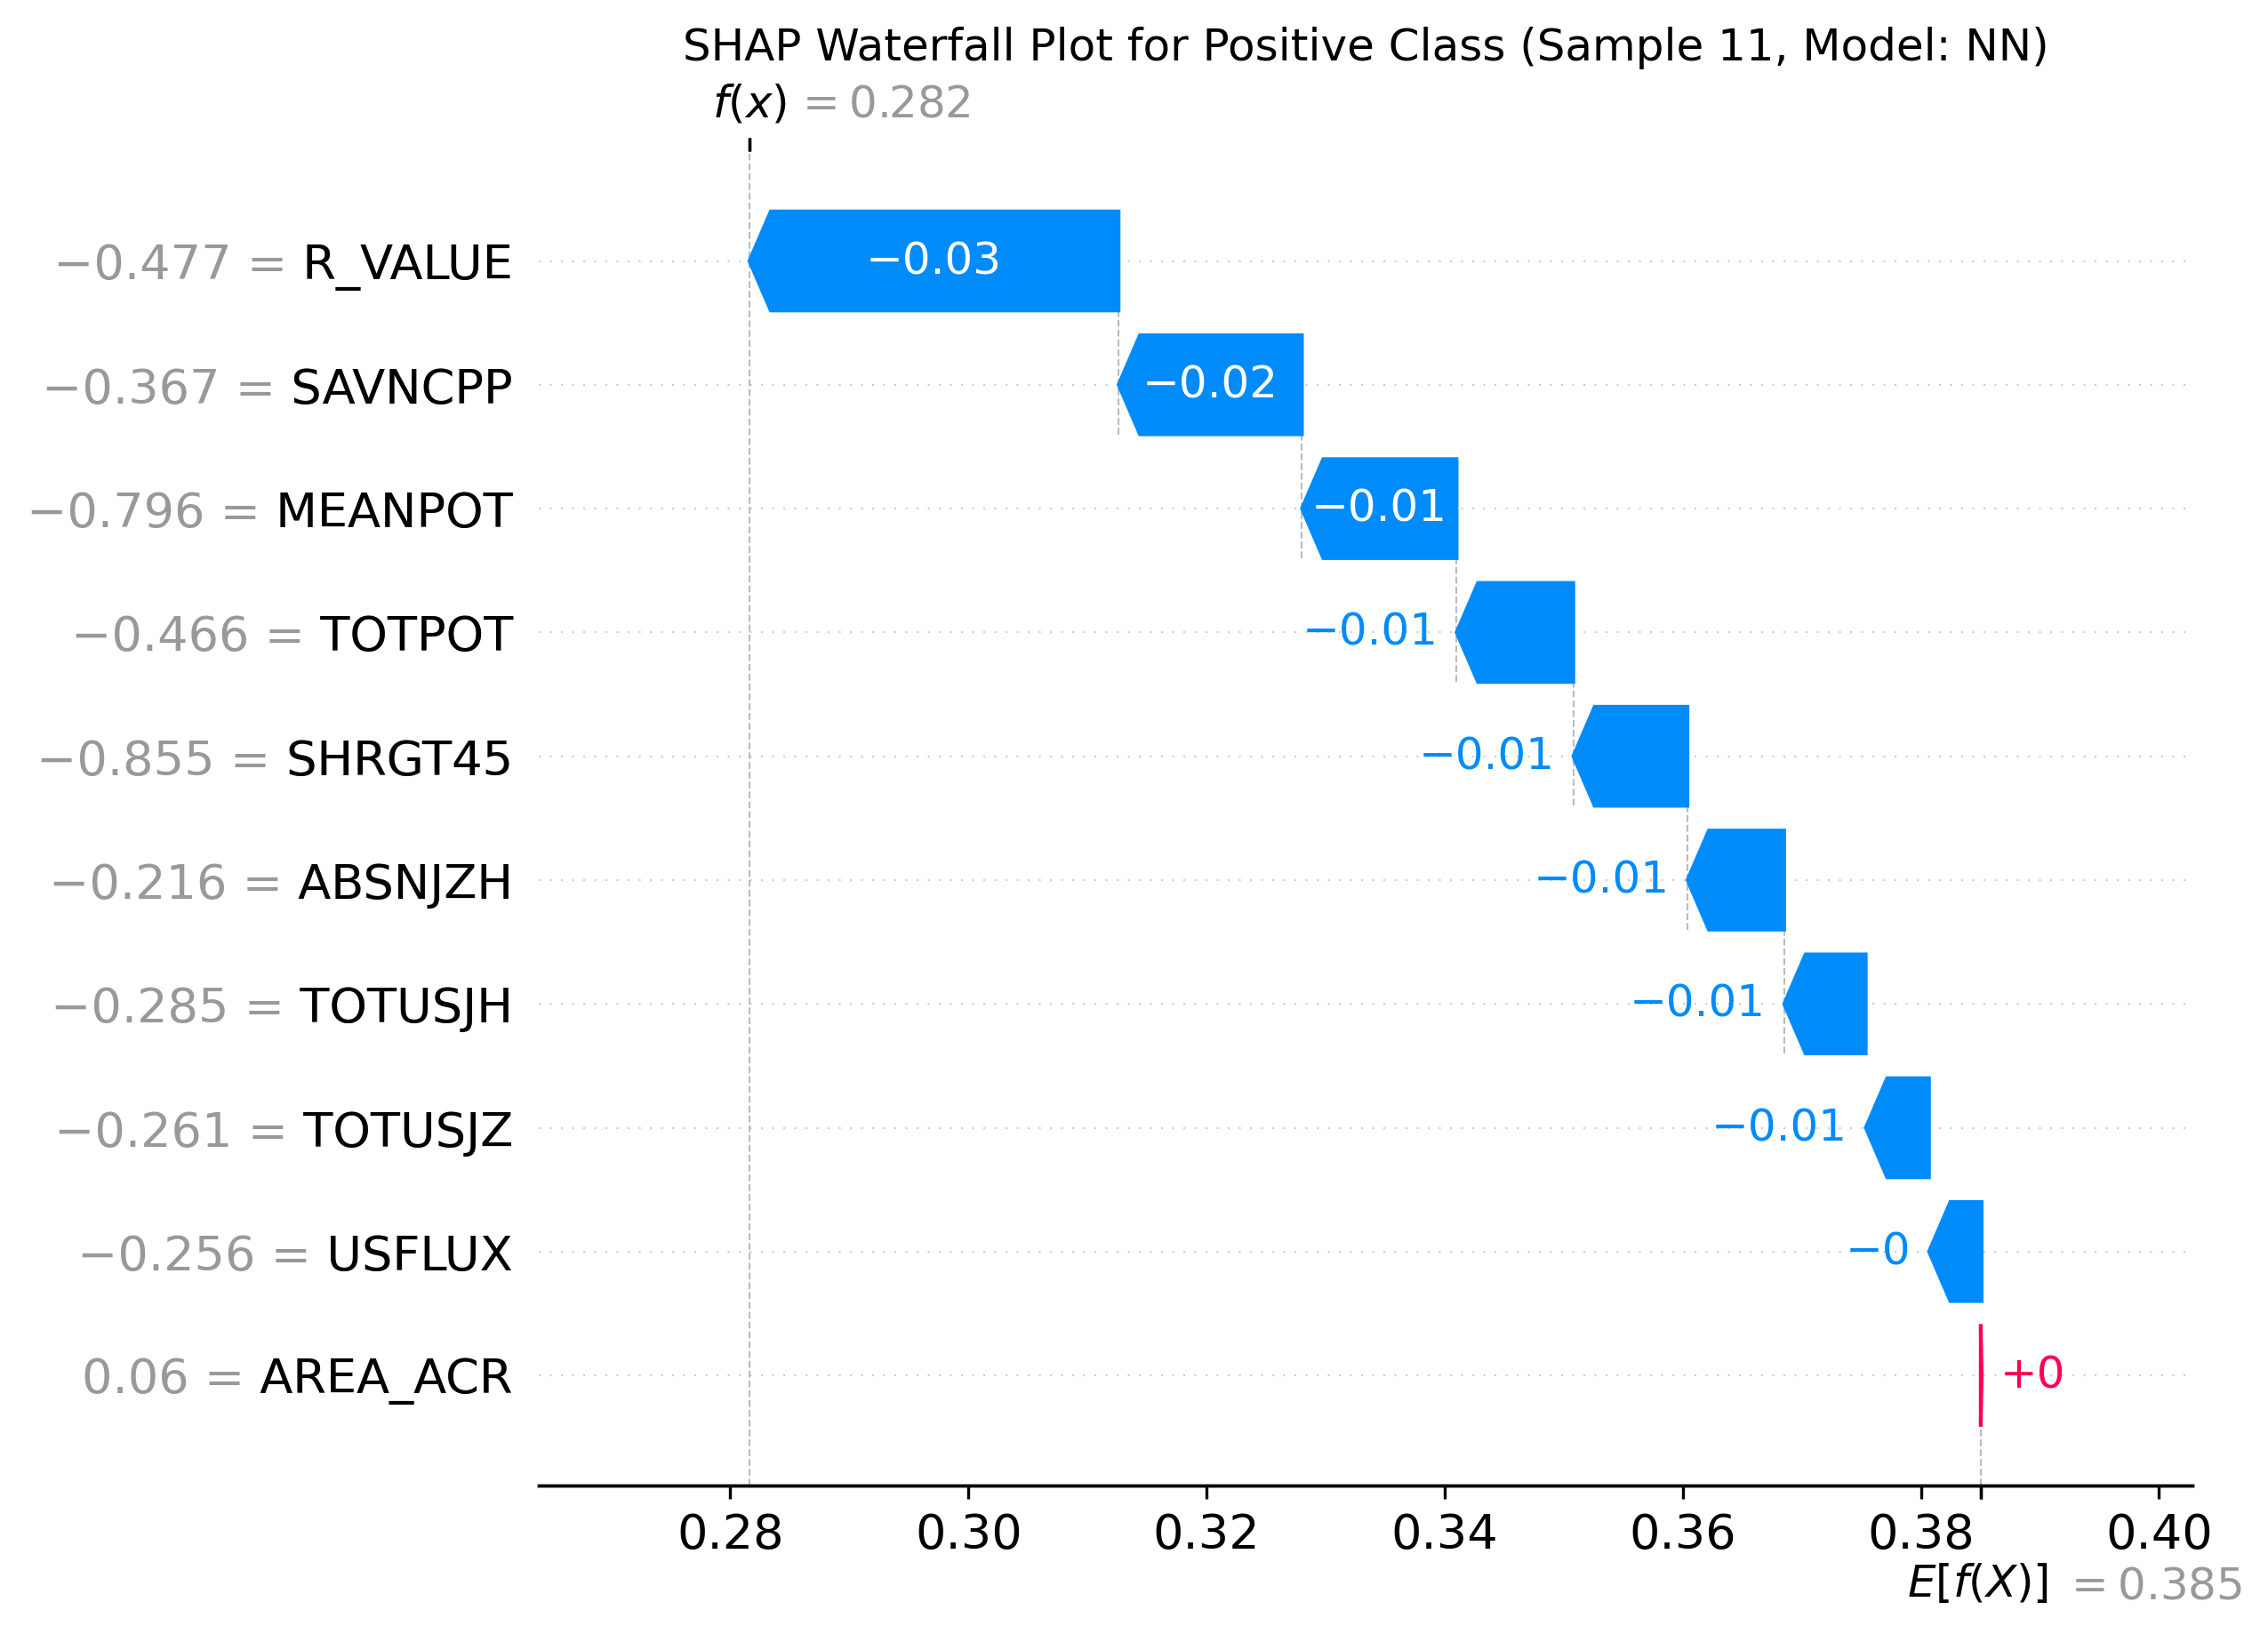 SHAP Waterfall Plot for Positive Class (Sample 11, Model: NN)
f(x) = 0.282
−0.477 = R_VALUE −0.03
−0.367 = SAVNCPP −0.02
−0.796 = MEANPOT −0.01
−0.466 = TOTPOT −0.01
−0.855 = SHRGT45 −0.01
−0.216 = ABSNJZH −0.01
−0.285 = TOTUSJH −0.01
−0.261 = TOTUSJZ −0.01
−0.256 = USFLUX −0
0.06 = AREA_ACR +0
0.28 0.30 0.32 0.34 0.36 0.38 0.40
E[f(X)] = 0.385